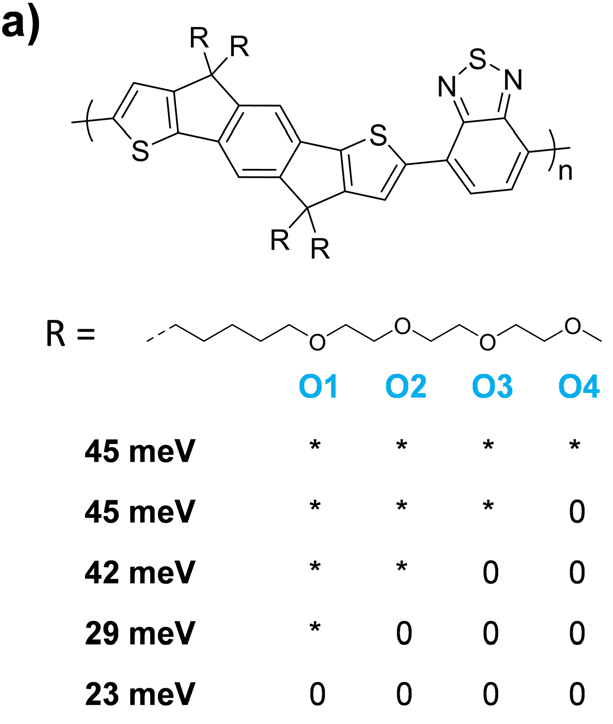 a)
R R
S
N S N
S
n
R R
R = O O O O
O1 O2 O3 O4
45 meV * * * *
45 meV * * * 0
42 meV * * 0 0
29 meV * 0 0 0
23 meV 0 0 0 0